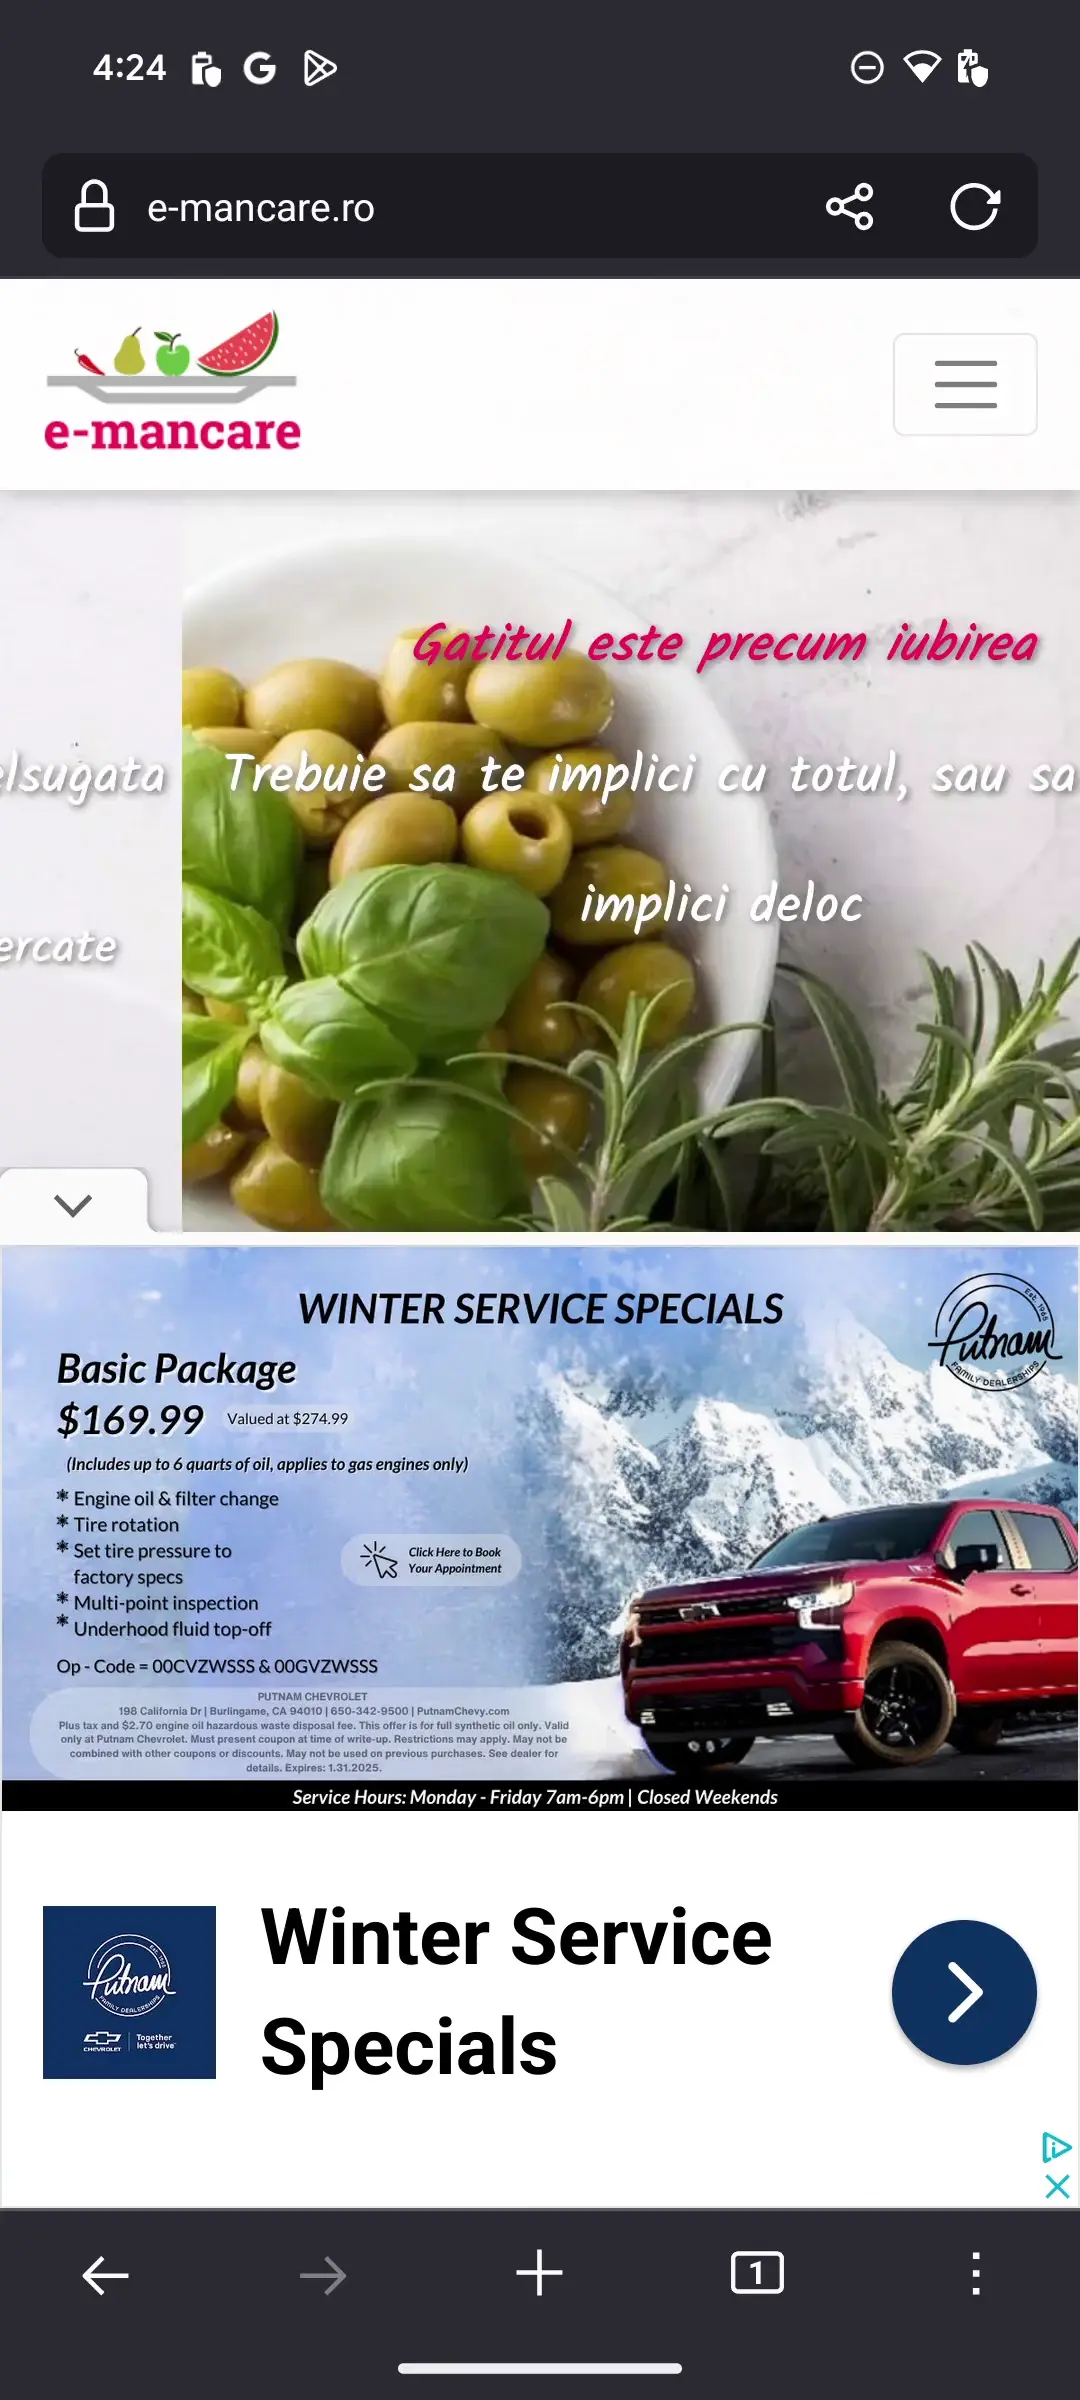 4:24
e-mancare.ro
e-mancare
Gatitul este precum iubirea
elsugata
Trebuie sa te implici cu totul, sau sa
implici deloc
ercate
WINTER SERVICE SPECIALS
Est. 1965
Putnam
FAMILY DEALERSHIPS
Basic Package
$169.99 Valued at $274.99
(Includes up to 6 quarts of oil, applies to gas engines only)
* Engine oil & filter change
* Tire rotation
* Set tire pressure to
factory specs
* Multi-point inspection
* Underhood fluid top-off
Click Here to Book
Your Appointment
Op - Code = 00CVZWSSS & 00GVZWSSS
PUTNAM CHEVROLET
198 California Dr | Burlingame, CA 94010 | 650-342-9500 | PutnamChevy.com
Plus tax and $2.70 engine oil hazardous waste disposal fee. This offer is for full synthetic oil only. Valid
only at Putnam Chevrolet. Must present coupon at time of write-up. Restrictions may apply. May not be
combined with other coupons or discounts. May not be used on previous purchases. See dealer for
details. Expires: 1.31.2025.
Service Hours: Monday - Friday 7am-6pm | Closed Weekends
Putnam
FAMILY DEALERSHIPS
CHEVROLET
Together
let's drive
Winter Service
Specials
1